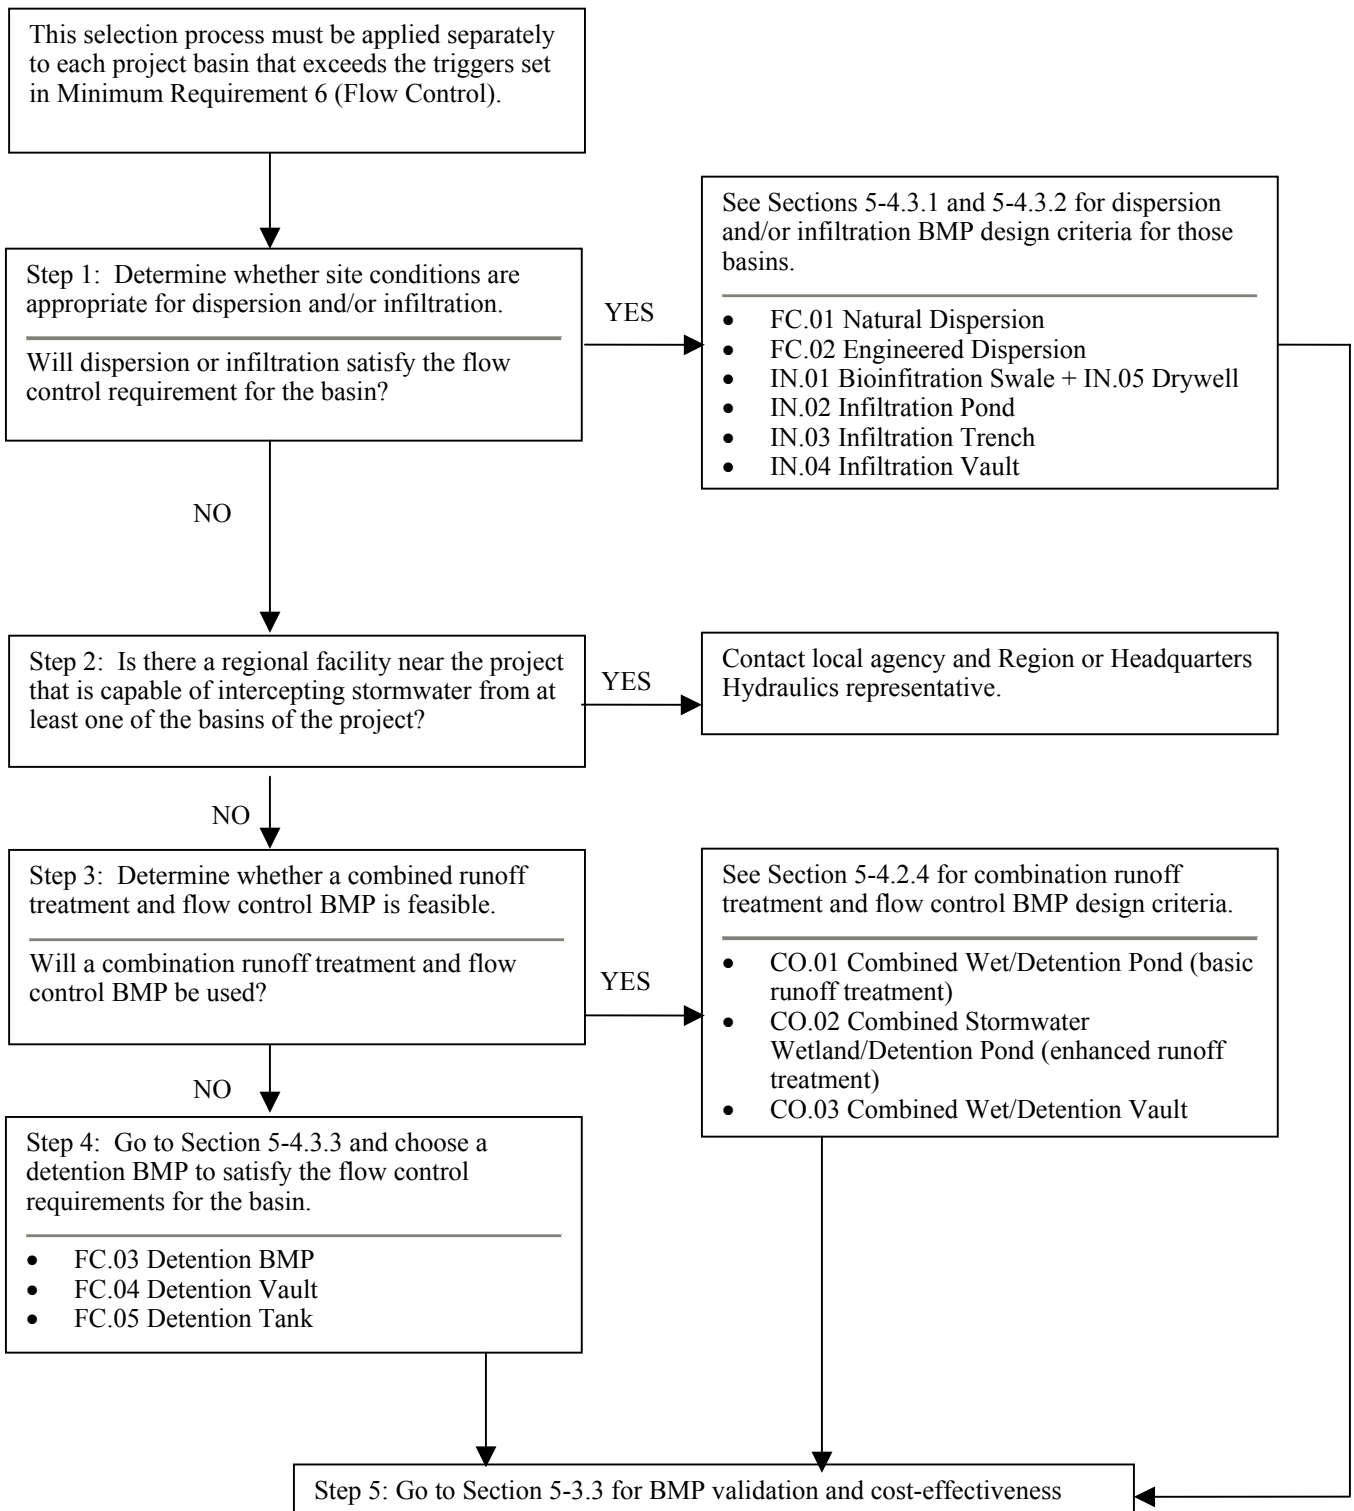 This selection process must be applied separately
to each project basin that exceeds the triggers set
in Minimum Requirement 6 (Flow Control).
Step 1:  Determine whether site conditions are
appropriate for dispersion and/or infiltration.
Will dispersion or infiltration satisfy the flow
control requirement for the basin?
YES
See Sections 5-4.3.1 and 5-4.3.2 for dispersion
and/or infiltration BMP design criteria for those
basins.
• FC.01 Natural Dispersion
• FC.02 Engineered Dispersion
• IN.01 Bioinfitration Swale + IN.05 Drywell
• IN.02 Infiltration Pond
• IN.03 Infiltration Trench
• IN.04 Infiltration Vault
NO
Step 2:  Is there a regional facility near the project
that is capable of intercepting stormwater from at
least one of the basins of the project?
YES
Contact local agency and Region or Headquarters
Hydraulics representative.
NO
Step 3:  Determine whether a combined runoff
treatment and flow control BMP is feasible.
Will a combination runoff treatment and flow
control BMP be used?
YES
See Section 5-4.2.4 for combination runoff
treatment and flow control BMP design criteria.
• CO.01 Combined Wet/Detention Pond (basic
runoff treatment)
• CO.02 Combined Stormwater
Wetland/Detention Pond (enhanced runoff
treatment)
• CO.03 Combined Wet/Detention Vault
NO
Step 4:  Go to Section 5-4.3.3 and choose a
detention BMP to satisfy the flow control
requirements for the basin.
• FC.03 Detention BMP
• FC.04 Detention Vault
• FC.05 Detention Tank
Step 5: Go to Section 5-3.3 for BMP validation and cost-effectiveness